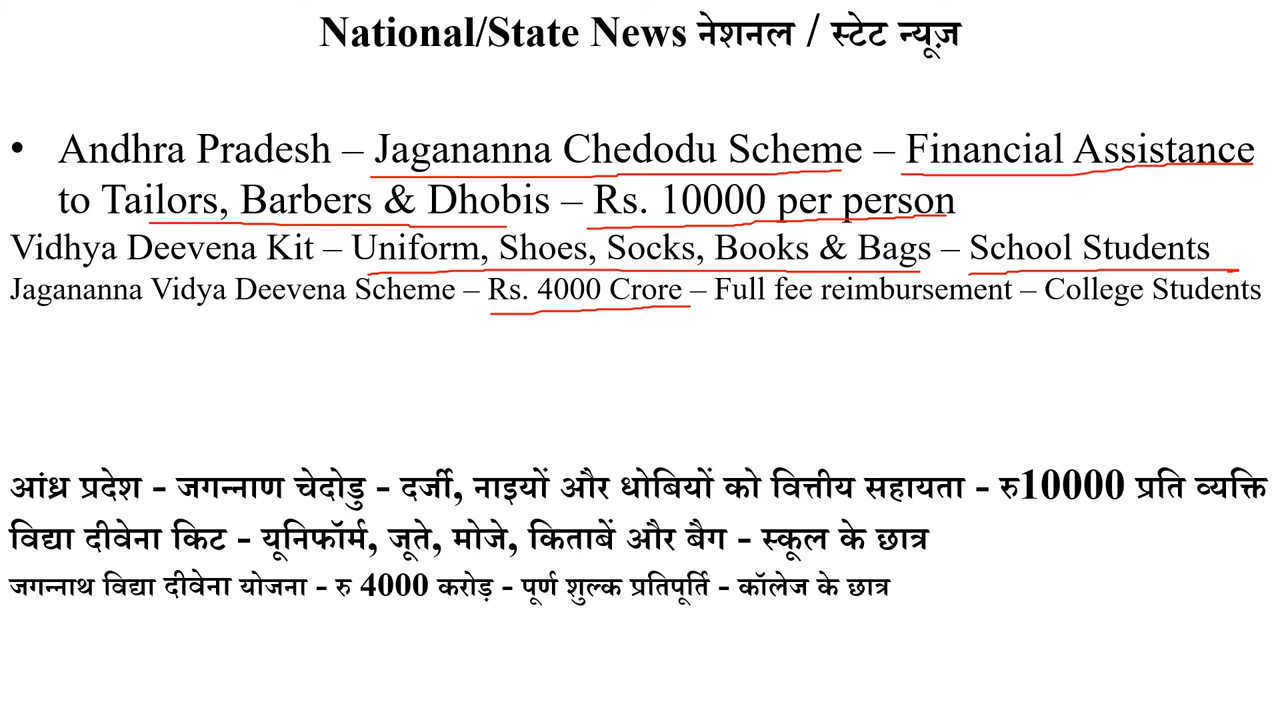 National/State News नेशनल / स्टेट न्यूज़
• Andhra Pradesh – Jagananna Chedodu Scheme – Financial Assistance
to Tailors, Barbers & Dhobis – Rs. 10000 per person
Vidhya Deevena Kit – Uniform, Shoes, Socks, Books & Bags – School Students
Jagananna Vidya Deevena Scheme – Rs. 4000 Crore – Full fee reimbursement – College Students
आंध्र प्रदेश - जगन्नाण चेदोडु - दर्जी, नाइयों और धोबियों को वित्तीय सहायता - रु10000 प्रति व्यक्ति
विद्या दीवेना किट - यूनिफॉर्म, जूते, मोजे, किताबें और बैग - स्कूल के छात्र
जगन्नाथ विद्या दीवेना योजना - रु 4000 करोड़ - पूर्ण शुल्क प्रतिपूर्ति - कॉलेज के छात्र